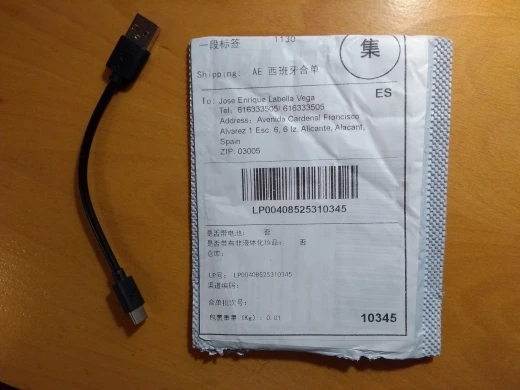 一段标签 1130
集
Shipping: AE 西班牙合单
ES
To: Jose Enrique Labella Vega
Tel: 616333505/ 616333505
Address: Avenida Cardenal Francisco
Alvarez 1 Esc. 6, 6 Iz, Alicante, Alacant,
Spain
ZIP: 03005
LP00408525310345
是否带电池: 否
是否带有非液体化妆品: 否
仓库:
LP号: LP00408525310345
渠道编码:
合单批次号:
包裹重量 (Kg): 0.01
10345